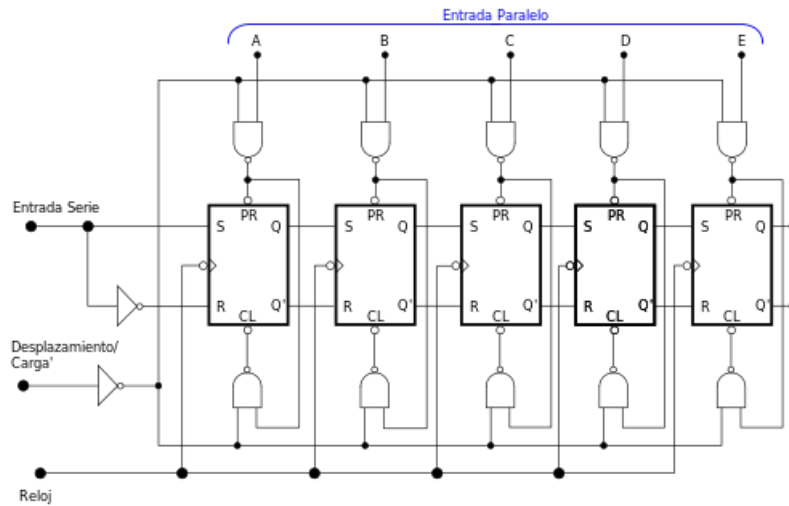 Entrada Paralelo
A B C D E
PR PR PR PR PR
Entrada Serie
S Q S Q S Q S Q S Q
R Q' R Q' R Q' R Q' R Q'
CL CL CL CL CL
Desplazamiento/
Carga'
Reloj